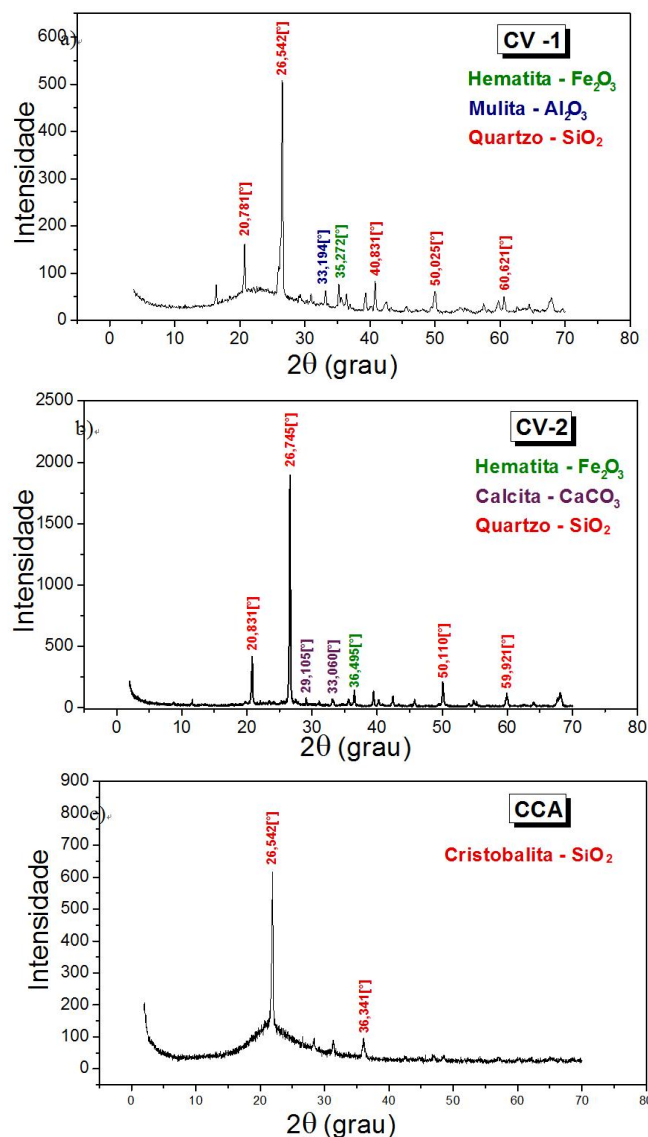 a)
CV -1
Hematita - Fe₂O₃
Mulita - Al₂O₃
Quartzo - SiO₂
20,781[°]
26,542[°]
33,194[°]
35,272[°]
40,831[°]
50,025[°]
60,621[°]
Intensidade
600
500
400
300
200
100
0
0 10 20 30 40 50 60 70 80
2θ (grau)
b)
CV-2
Hematita - Fe₂O₃
Calcita - CaCO₃
Quartzo - SiO₂
20,831[°]
26,745[°]
29,105[°]
33,060[°]
36,495[°]
50,110[°]
59,921[°]
Intensidade
2500
2000
1500
1000
500
0
0 10 20 30 40 50 60 70 80
2θ (grau)
CCA
Cristobalita - SiO₂
26,542[°]
36,341[°]
Intensidade
900
800
700
600
500
400
300
200
100
0
0 10 20 30 40 50 60 70 80
2θ (grau)